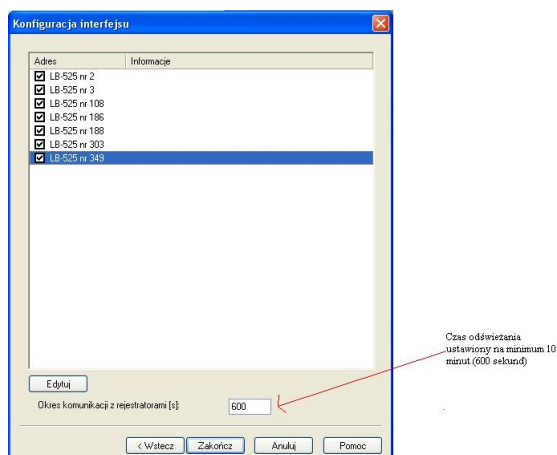 Konfiguracja interfejsu
Adres Informacje
LB-525 nr 2
LB-525 nr 3
LB-525 nr 108
LB-525 nr 186
LB-525 nr 188
LB-525 nr 303
LB-525 nr 349
Czas odświeżania
ustawiony na minimum 10
minut (600 sekund)
Edytuj
Okres komunikacji z rejestratorami [s]: 600
< Wstecz Zakończ Anuluj Pomoc